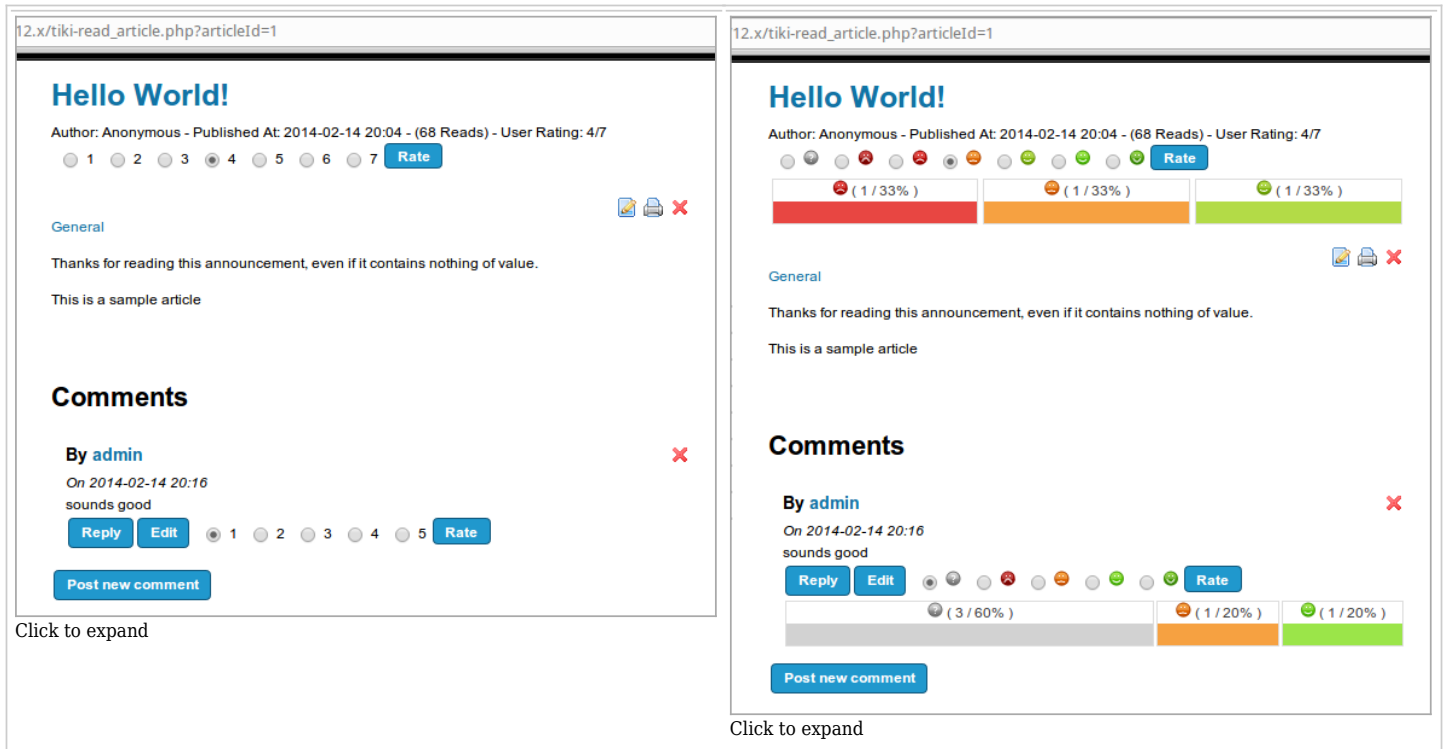 12.x/tiki-read_article.php?articleId=1
Hello World!
Author: Anonymous - Published At: 2014-02-14 20:04 - (68 Reads) - User Rating: 4/7
1 2 3 4 5 6 7 Rate
General
Thanks for reading this announcement, even if it contains nothing of value.
This is a sample article
Comments
By admin
On 2014-02-14 20:16
sounds good
Reply Edit 1 2 3 4 5 Rate
Post new comment
Click to expand
12.x/tiki-read_article.php?articleId=1
Hello World!
Author: Anonymous - Published At: 2014-02-14 20:04 - (68 Reads) - User Rating: 4/7
Rate
( 1 / 33% ) ( 1 / 33% ) ( 1 / 33% )
General
Thanks for reading this announcement, even if it contains nothing of value.
This is a sample article
Comments
By admin
On 2014-02-14 20:16
sounds good
Reply Edit Rate
( 3 / 60% ) ( 1 / 20% ) ( 1 / 20% )
Post new comment
Click to expand